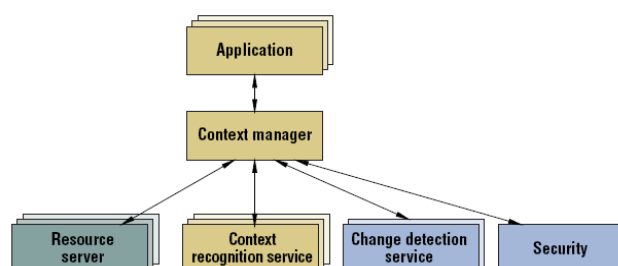 Application
Context manager
Resource
server
Context
recognition service
Change detection
service
Security